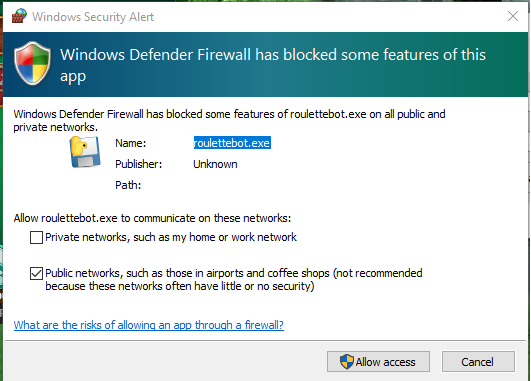 Windows Security Alert
Windows Defender Firewall has blocked some features of this
app
Windows Defender Firewall has blocked some features of roulettebot.exe on all public and
private networks.
Name: roulettebot.exe
Publisher: Unknown
Path:
Allow roulettebot.exe to communicate on these networks:
Private networks, such as my home or work network
Public networks, such as those in airports and coffee shops (not recommended
because these networks often have little or no security)
What are the risks of allowing an app through a firewall?
Allow access Cancel